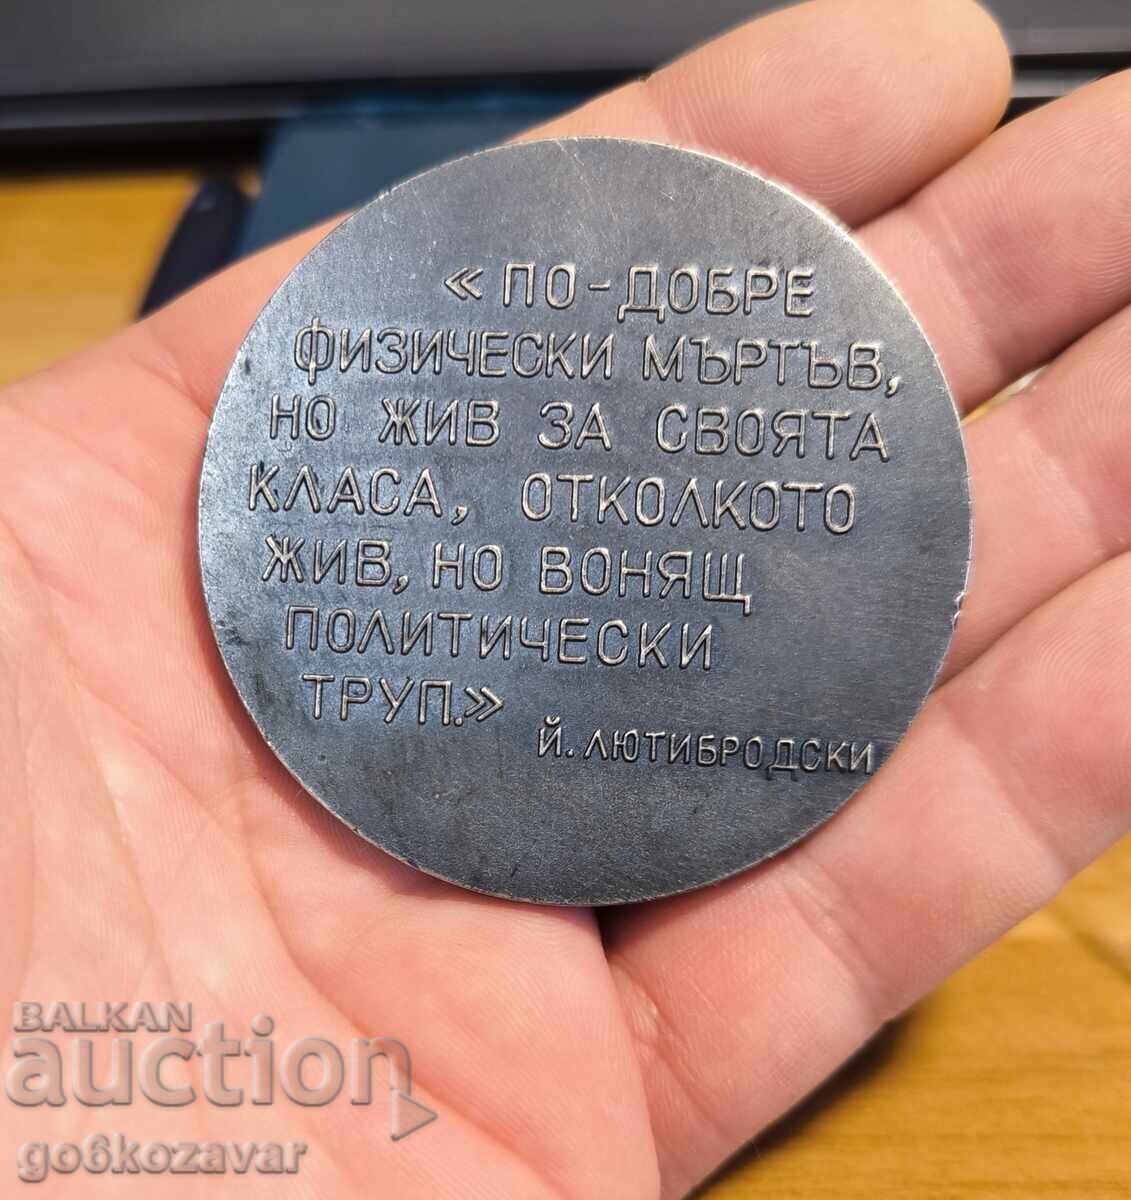 «ПО-ДОБРЕ
ФИЗИЧЕСКИ МЪРТЪВ,
НО ЖИВ ЗА СВОЯТА
КЛАСА, ОТКОЛКОТО
ЖИВ, НО ВОНЯЩ
ПОЛИТИЧЕСКИ
ТРУП.»
Й. ЛЮТИБРОДСКИ
BALKAN
auction
go6kozavar